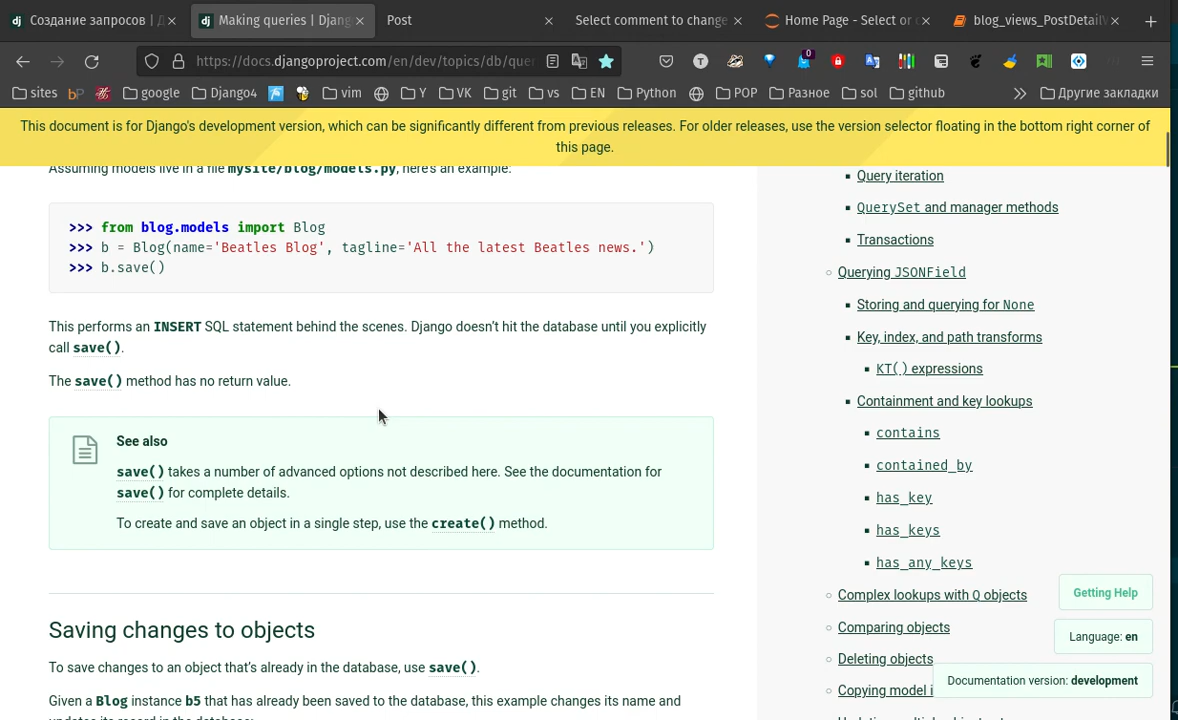 Создание запросов | Д
Making queries | Djang
Post
Select comment to change
Home Page - Select or c
blog_views_PostDetailV
https://docs.djangoproject.com/en/dev/topics/db/que
T
0
sites
google
Django4
vim
Y
VK
git
vs
EN
Python
POP
Разное
sol
github
Другие закладки
This document is for Django's development version, which can be significantly different from previous releases. For older releases, use the version selector floating in the bottom right corner of
this page.
Assuming models live in a file mysite/blog/models.py, here's an example:
>>> from blog.models import Blog
>>> b = Blog(name='Beatles Blog', tagline='All the latest Beatles news.')
>>> b.save()
This performs an INSERT SQL statement behind the scenes. Django doesn't hit the database until you explicitly
call save().
The save() method has no return value.
See also
save() takes a number of advanced options not described here. See the documentation for
save() for complete details.
To create and save an object in a single step, use the create() method.
Saving changes to objects
To save changes to an object that's already in the database, use save().
Given a Blog instance b5 that has already been saved to the database, this example changes its name and
updates its record in the database:
Query iteration
QuerySet and manager methods
Transactions
Querying JSONField
Storing and querying for None
Key, index, and path transforms
KT() expressions
Containment and key lookups
contains
contained_by
has_key
has_keys
has_any_keys
Complex lookups with Q objects
Comparing objects
Deleting objects
Copying model i
Getting Help
Language: en
Documentation version: development